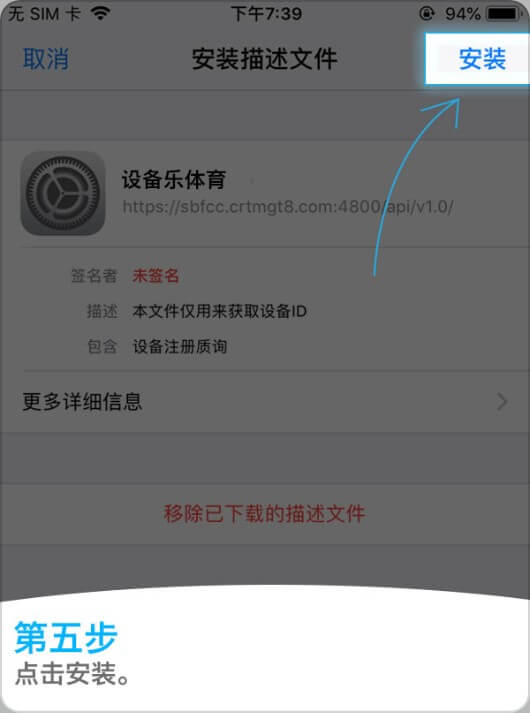 无 SIM 卡 下午7:39 94%
取消 安装描述文件 安装
设备乐体育
https://sbfcc.crtmgt8.com:4800/api/v1.0/
签名者 未签名
描述 本文件仅用来获取设备ID
包含 设备注册质询
更多详细信息
移除已下载的描述文件
第五步
点击安装。